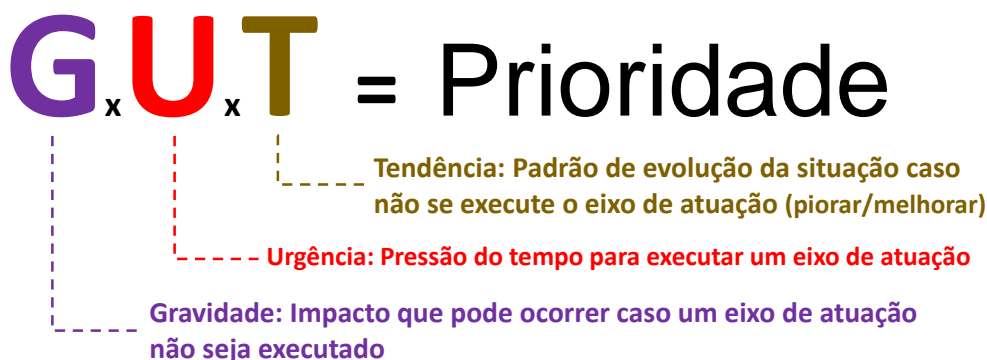 G x U x T = Prioridade
Tendência: Padrão de evolução da situação caso
não se execute o eixo de atuação (piorar/melhorar)
Urgência: Pressão do tempo para executar um eixo de atuação
Gravidade: Impacto que pode ocorrer caso um eixo de atuação
não seja executado